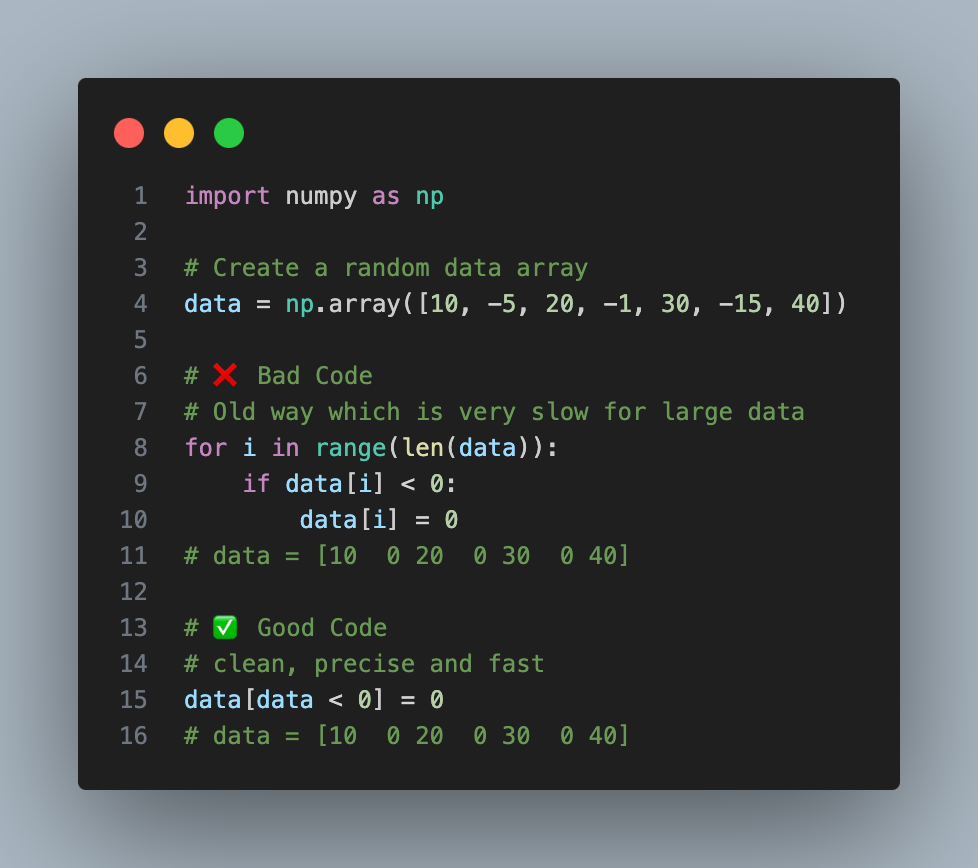 1 import numpy as np
2
3 # Create a random data array
4 data = np.array([10, -5, 20, -1, 30, -15, 40])
5
6 # ❌ Bad Code
7 # Old way which is very slow for large data
8 for i in range(len(data)):
9     if data[i] < 0:
10         data[i] = 0
11 # data = [10  0 20  0 30  0 40]
12
13 # ✅ Good Code
14 # clean, precise and fast
15 data[data < 0] = 0
16 # data = [10  0 20  0 30  0 40]